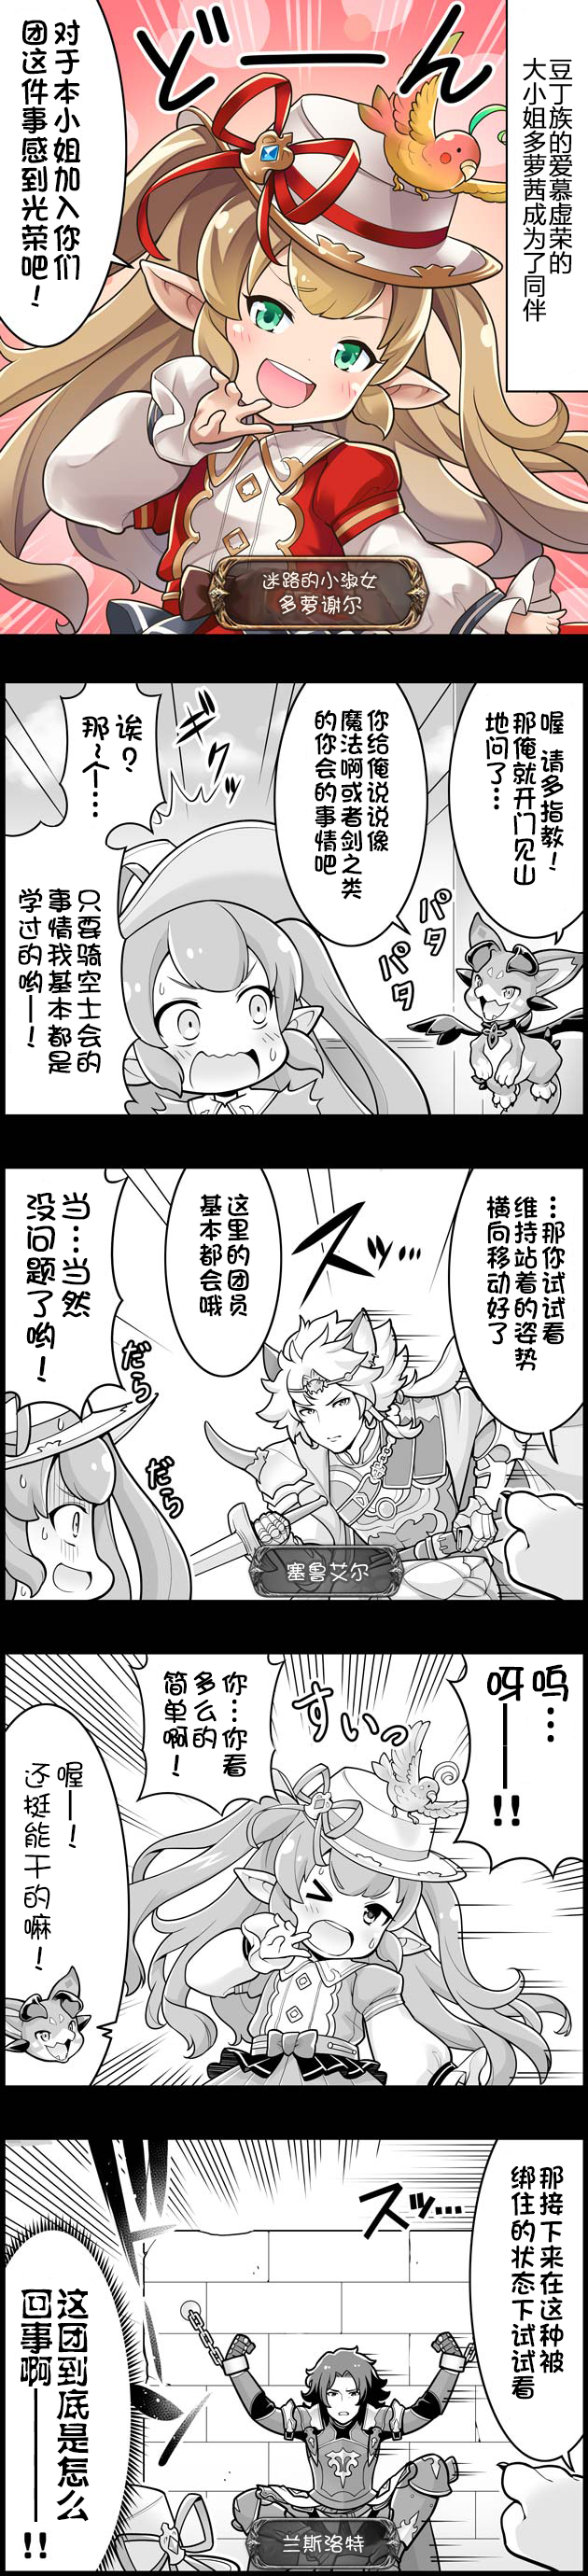 豆丁族的爱慕虚荣的
大小姐多萝茜成为了同伴
どーん
对于本小姐加入你们
团这件事感到光荣吧！
迷路的小淑女
多萝谢尔
喔 请多指教！
那俺就开门见山
地问了…
你给俺说说像
魔法啊或者剑之类
的你会的事情吧
パタ
パタ
ギクッ
诶？
那~个…
只要骑空士会的
事情我基本都是
学过的哟—！
…那你试试看
维持站着的姿势
横向移动好了
スッ…
这里的团员
基本都会哦
当…当然
没问题了哟！
だら
だら
塞鲁艾尔
呜…
呀——!!
すいっ
你…你看
多么的
简单啊！
喔—！
还挺能干的嘛！
那接下来在这种被
绑住的状态下试试看
スッ…
这团到底是怎么
回事啊——!!
兰斯洛特